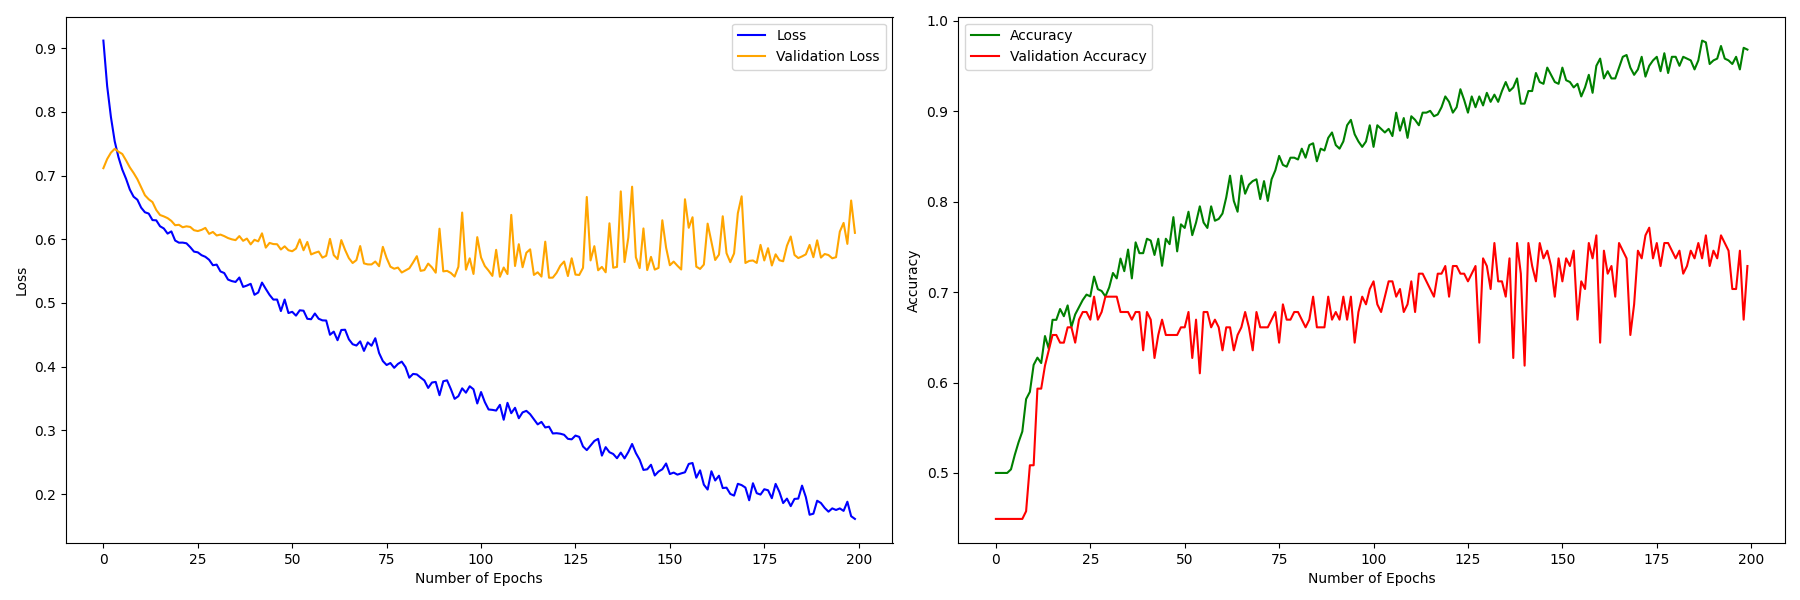 Loss
Validation Loss
0.9
0.8
0.7
0.6
0.5
0.4
0.3
0.2
Loss
0 25 50 75 100 125 150 175 200
Number of Epochs
Accuracy
Validation Accuracy
1.0
0.9
0.8
0.7
0.6
0.5
Accuracy
0 25 50 75 100 125 150 175 200
Number of Epochs